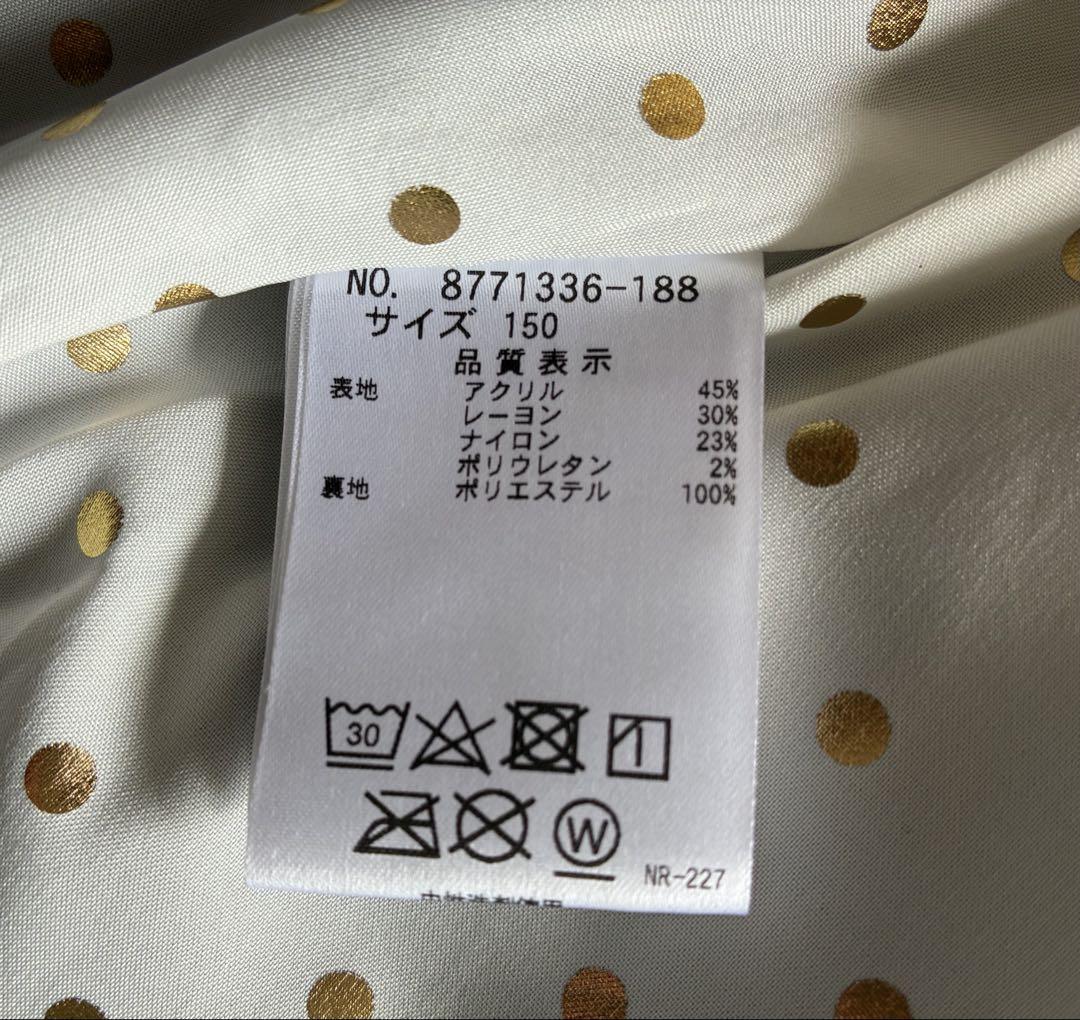 NO. 8771336-188
サイズ 150
品質表示
表地 アクリル 45%
レーヨン 30%
ナイロン 23%
ポリウレタン 2%
裏地 ポリエステル 100%
30
W
NR-227